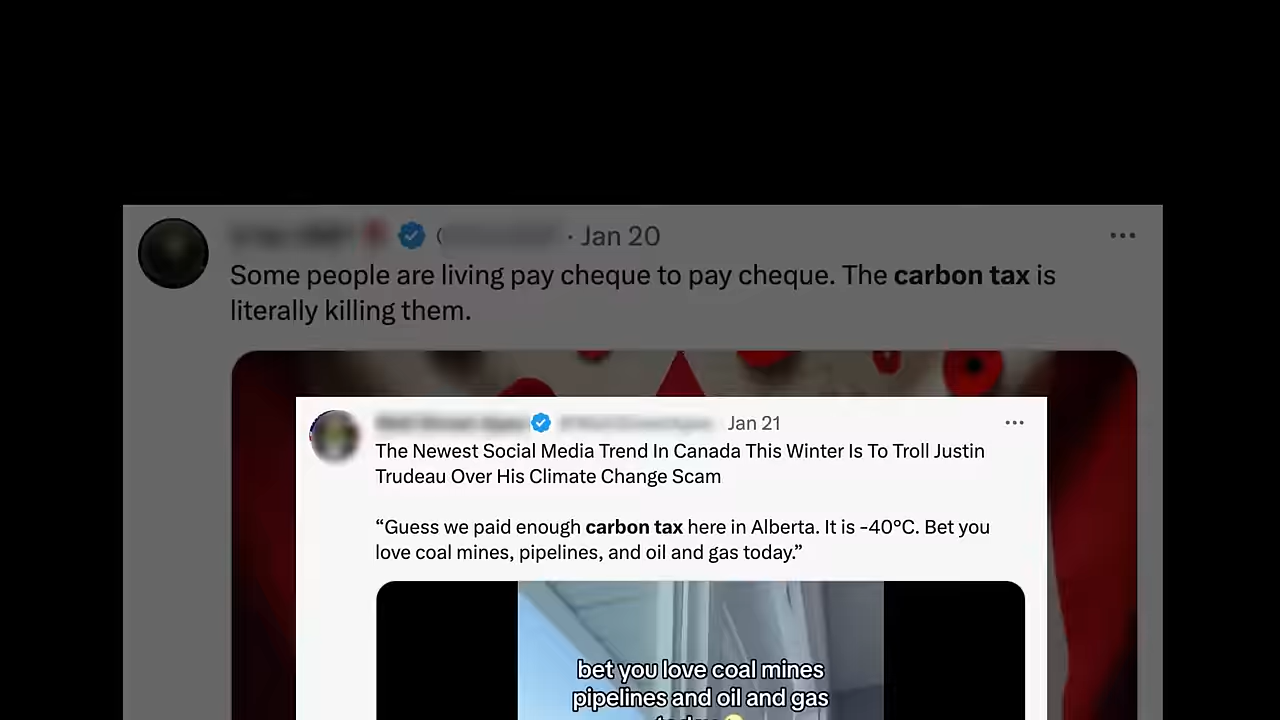 Jan 20
Some people are living pay cheque to pay cheque. The carbon tax is
literally killing them.
Jan 21
The Newest Social Media Trend In Canada This Winter Is To Troll Justin
Trudeau Over His Climate Change Scam
“Guess we paid enough carbon tax here in Alberta. It is -40°C. Bet you
love coal mines, pipelines, and oil and gas today.”
bet you love coal mines
pipelines and oil and gas